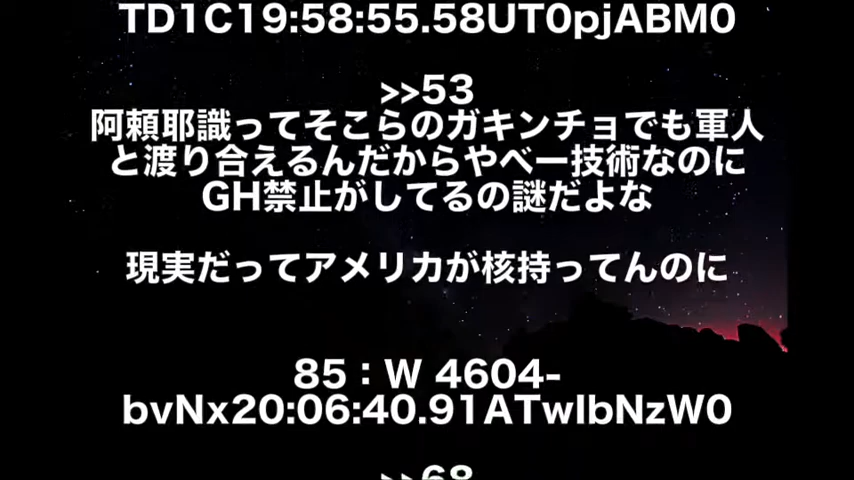 TD1C19:58:55.58UT0pjABM0
>>53
阿頼耶識ってそこらのガキンチョでも軍人
と渡り合えるんだからやべー技術なのに
GH禁止がしてるの謎だよな
現実だってアメリカが核持ってんのに
85：W 4604-
bvNx20:06:40.91ATwIbNzW0
>>68